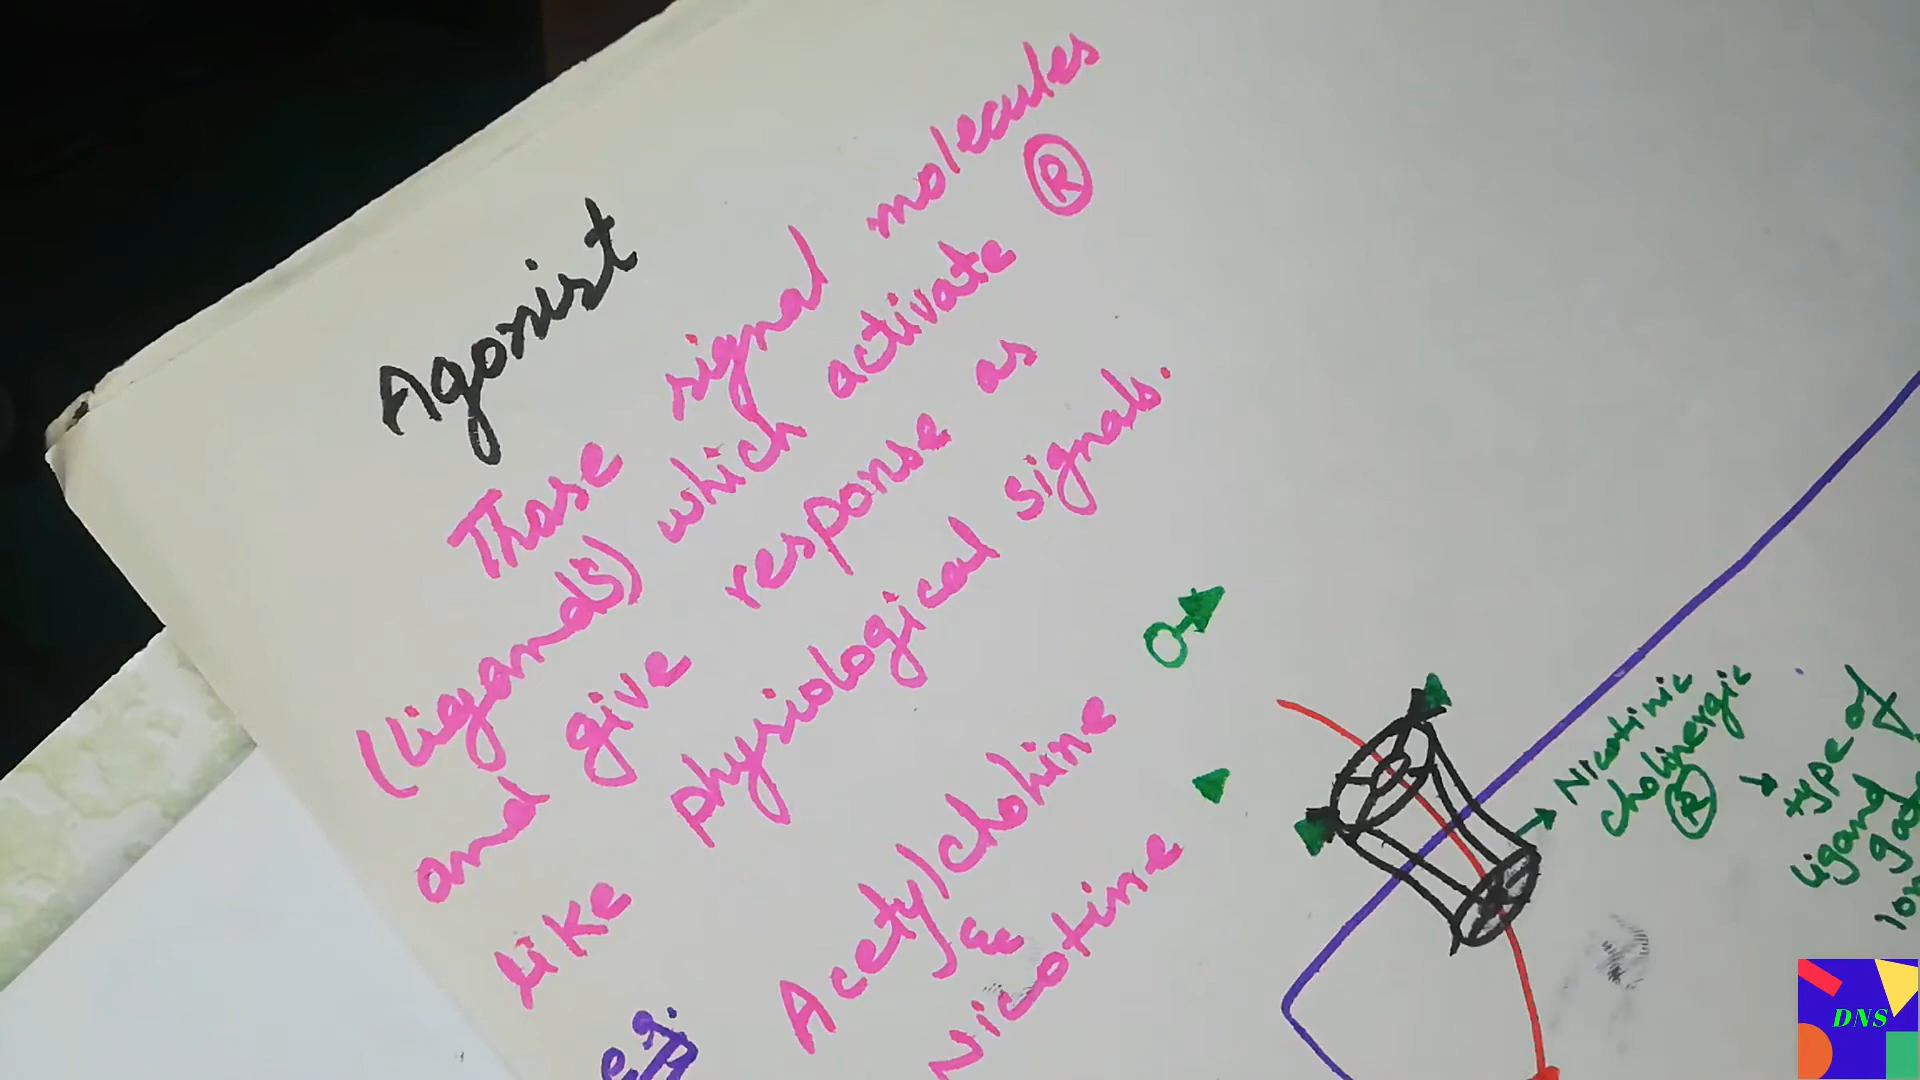 Agonist
Those signal molecules
(Ligands) which activate Ⓡ
and give response as
like physiological signals.
e.g.
Acetylcholine
&
Nicotine
Nicotinic
cholinergic
Ⓡ
→ type of
ligand
DNS